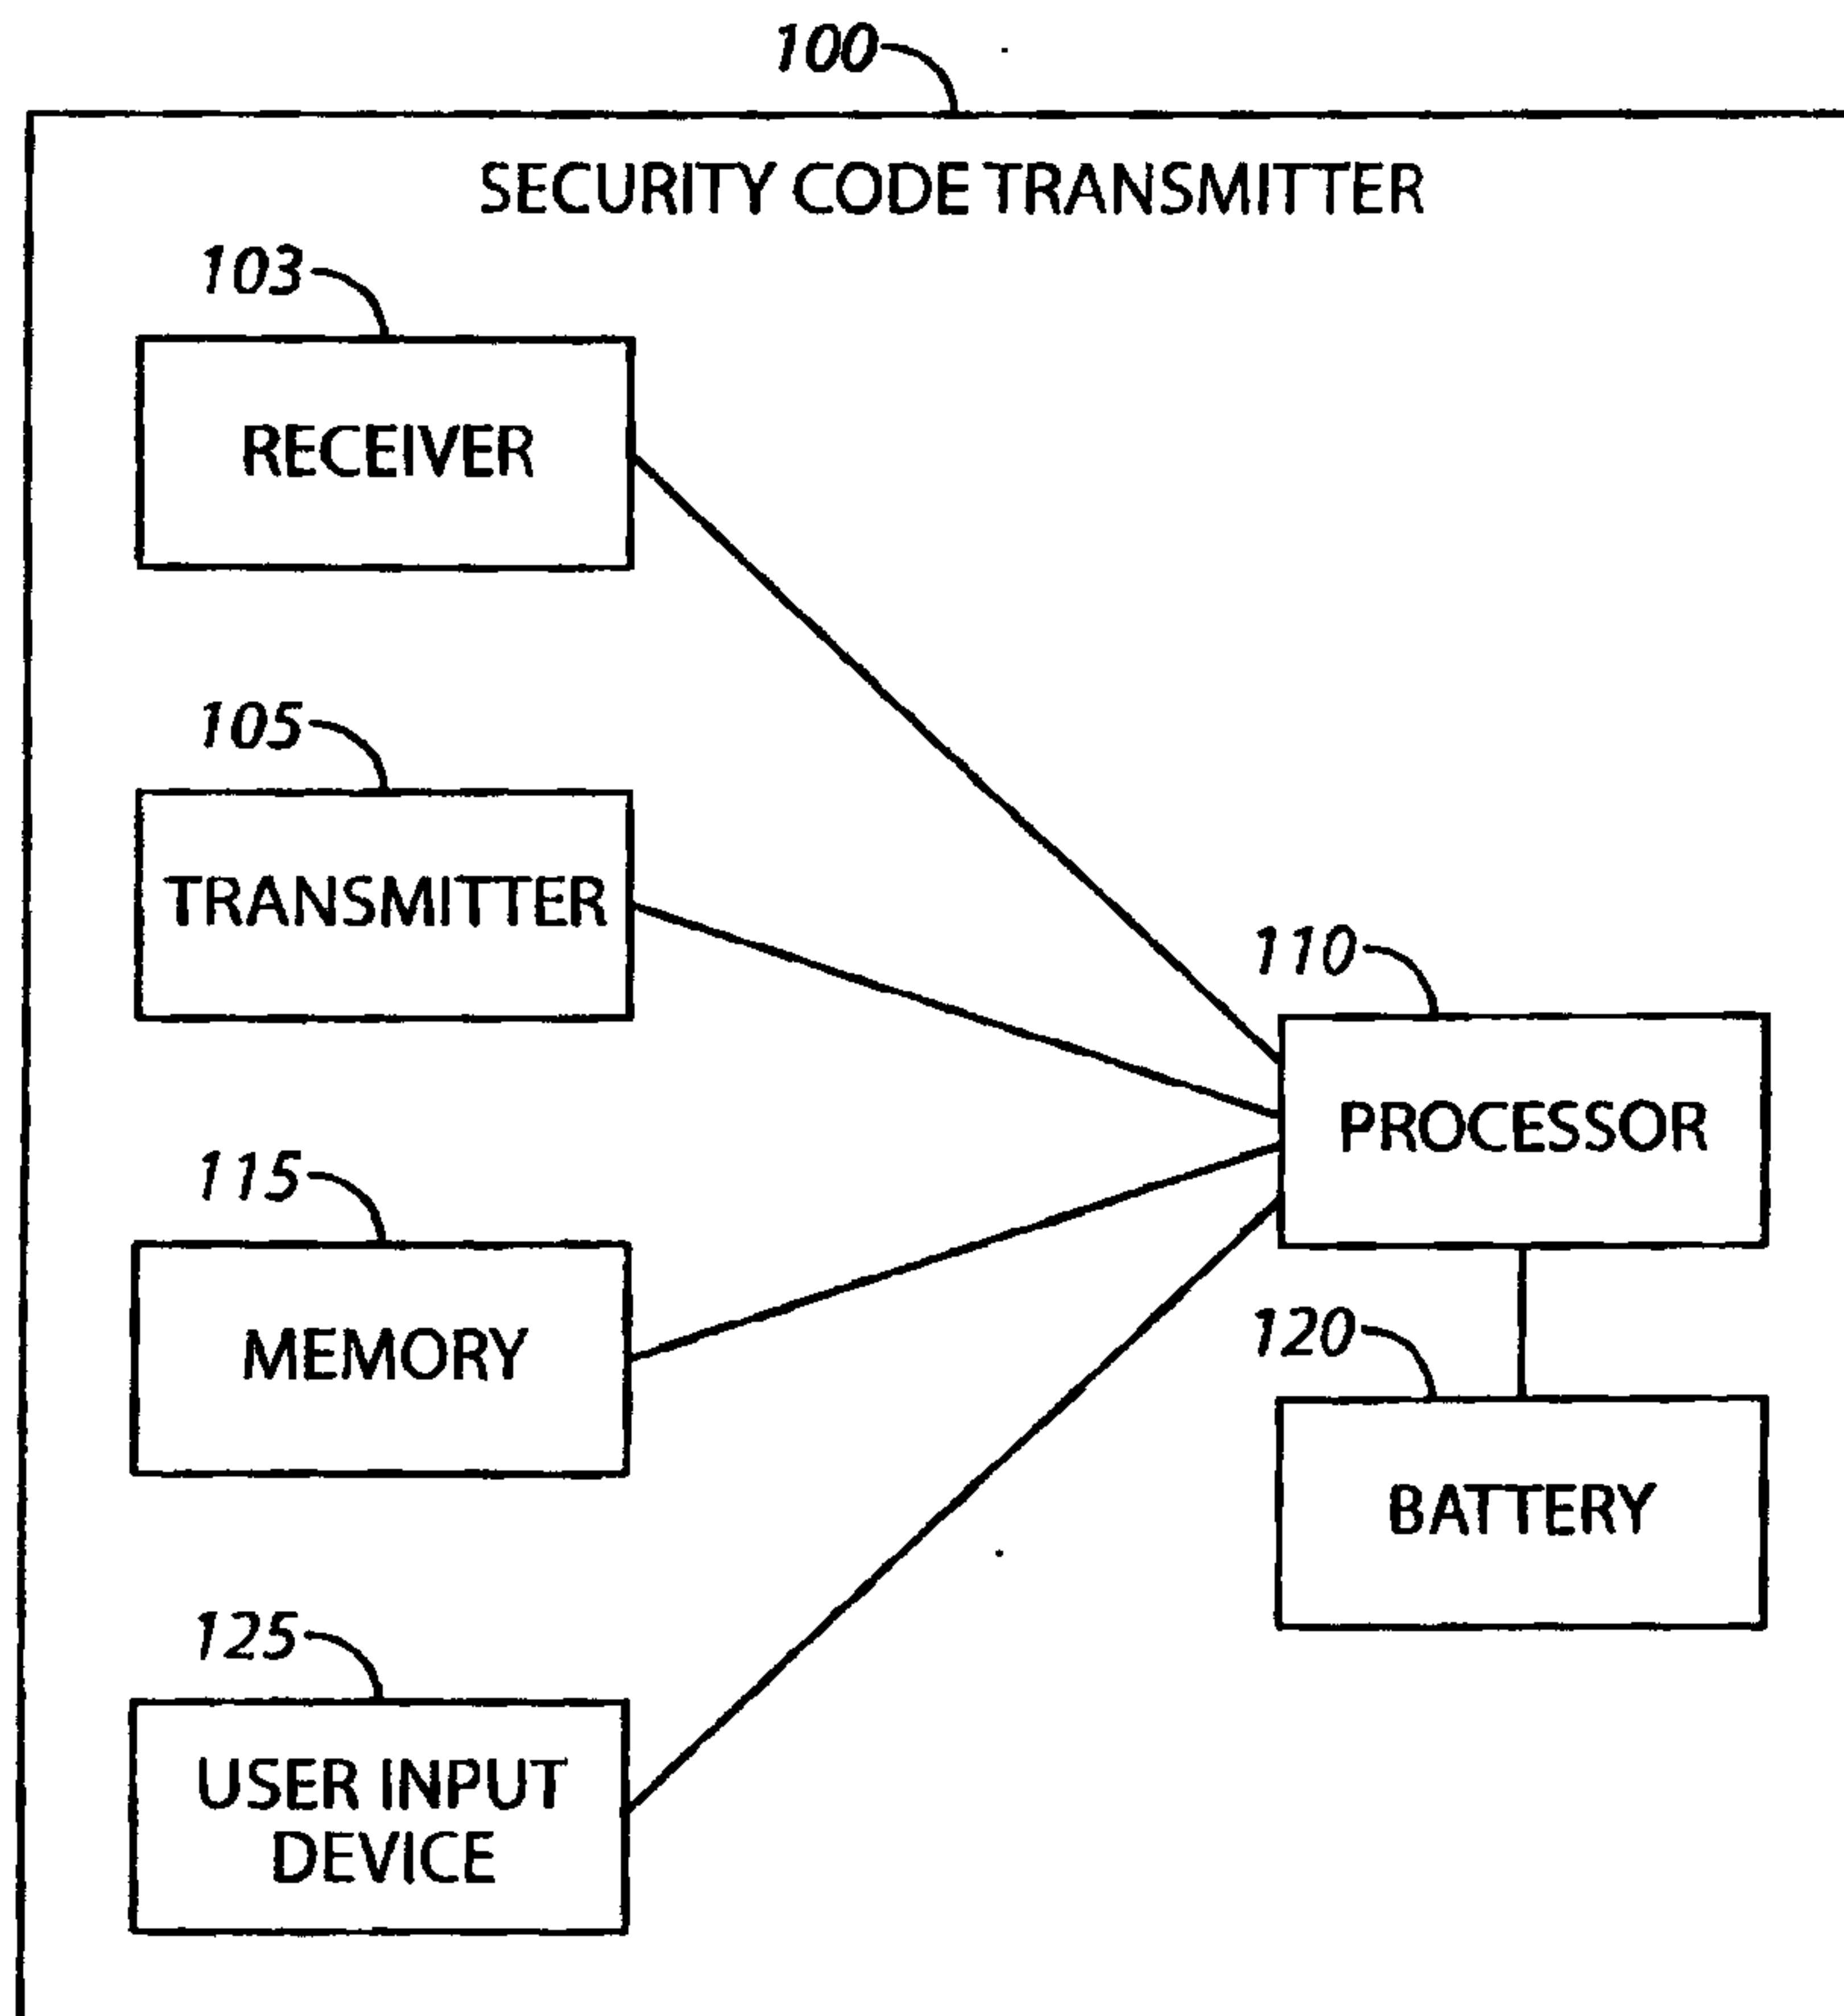 100
SECURITY CODE TRANSMITTER
103
RECEIVER
105
TRANSMITTER
110
PROCESSOR
115
MEMORY
120
BATTERY
125
USER INPUT
DEVICE